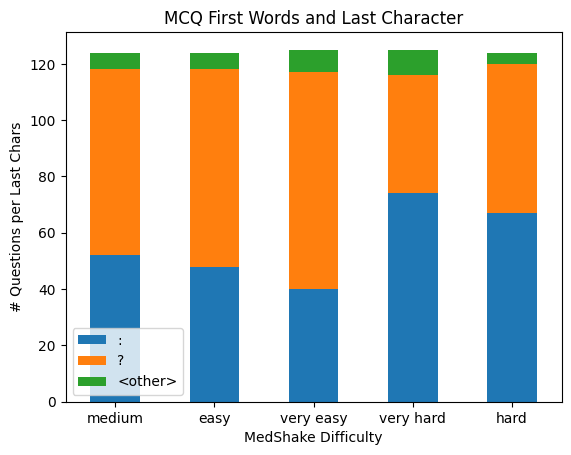 MCQ First Words and Last Character
# Questions per Last Chars
120
100
80
60
40
20
0
:
?
<other>
medium easy very easy very hard hard
MedShake Difficulty